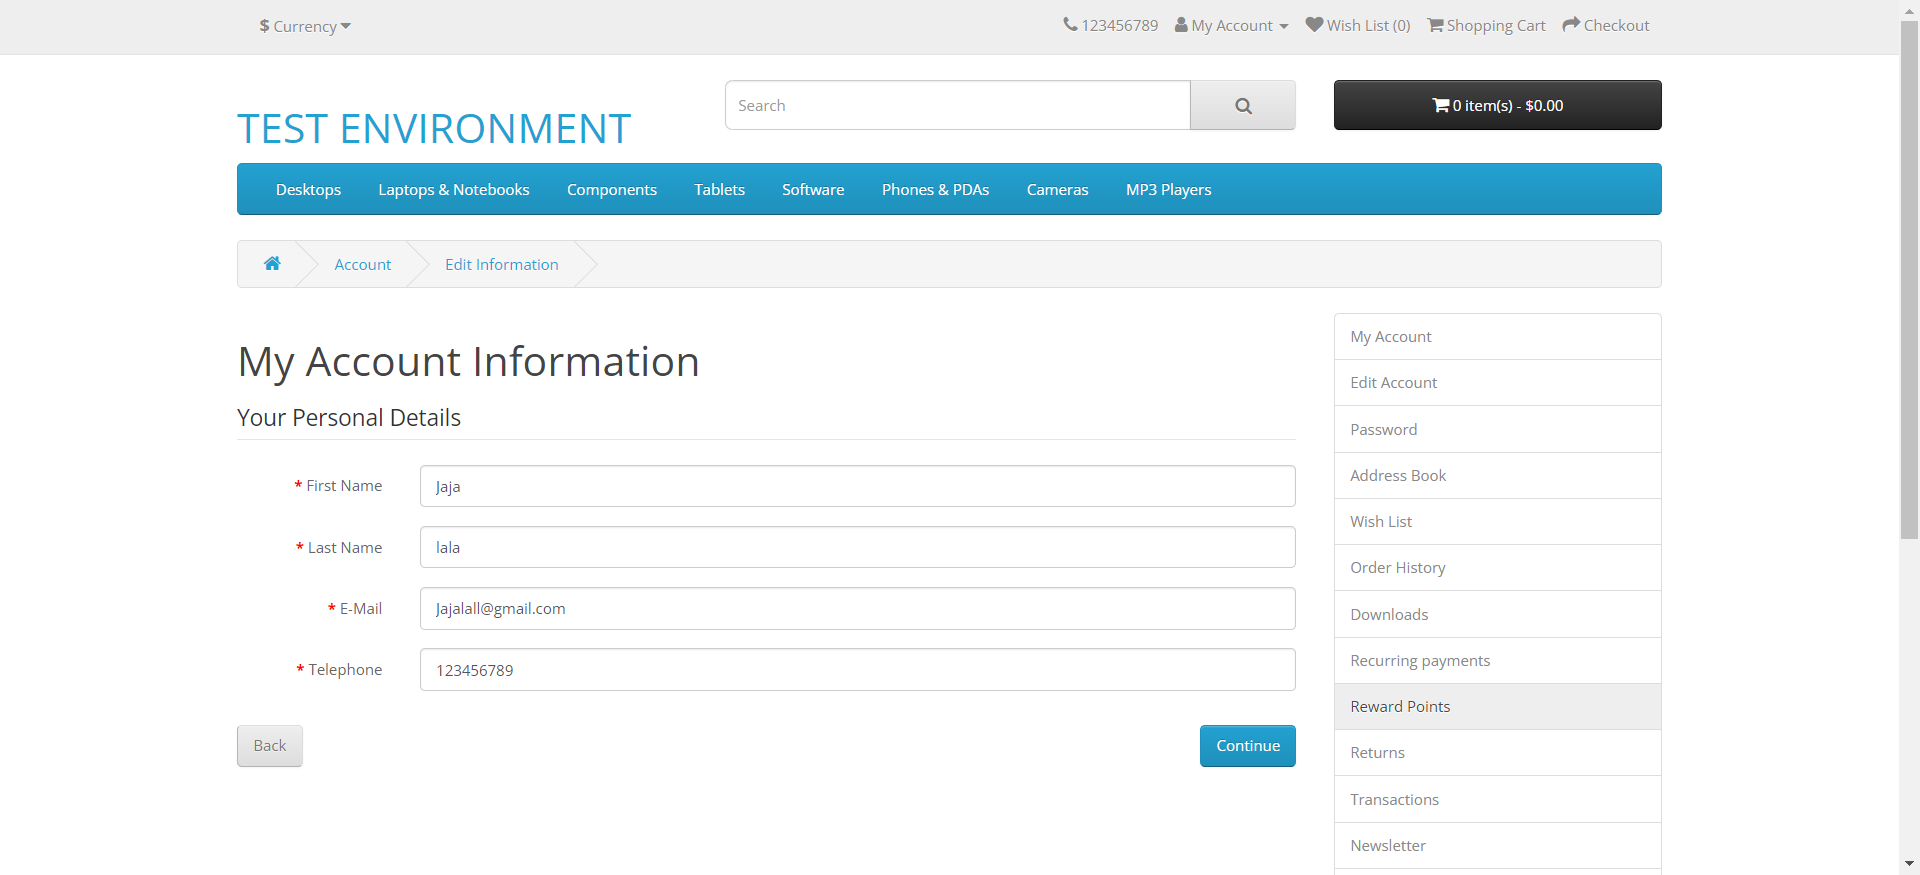 $ Currency
123456789 My Account Wish List (0) Shopping Cart Checkout
TEST ENVIRONMENT
Search
0 item(s) - $0.00
Desktops Laptops & Notebooks Components Tablets Software Phones & PDAs Cameras MP3 Players
Account Edit Information
My Account Information
Your Personal Details
* First Name Jaja
* Last Name lala
* E-Mail Jajalall@gmail.com
* Telephone 123456789
Back Continue
My Account
Edit Account
Password
Address Book
Wish List
Order History
Downloads
Recurring payments
Reward Points
Returns
Transactions
Newsletter